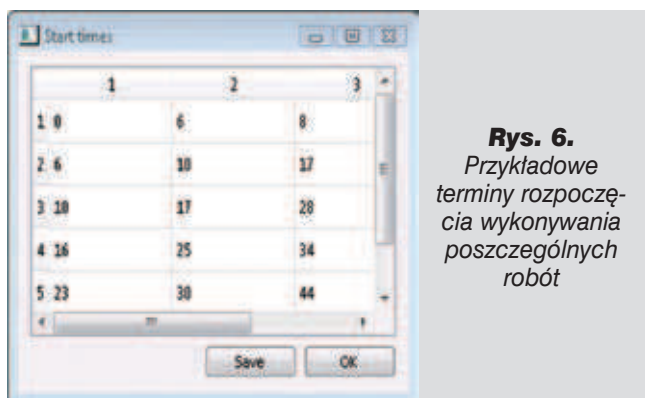 Start times
1 2 3
1 0 6 8
2 6 10 17
3 10 17 28
4 16 25 34
5 23 30 44
Save OK
Rys. 6.
Przykładowe
terminy rozpoczę-
cia wykonywania
poszczególnych
robót